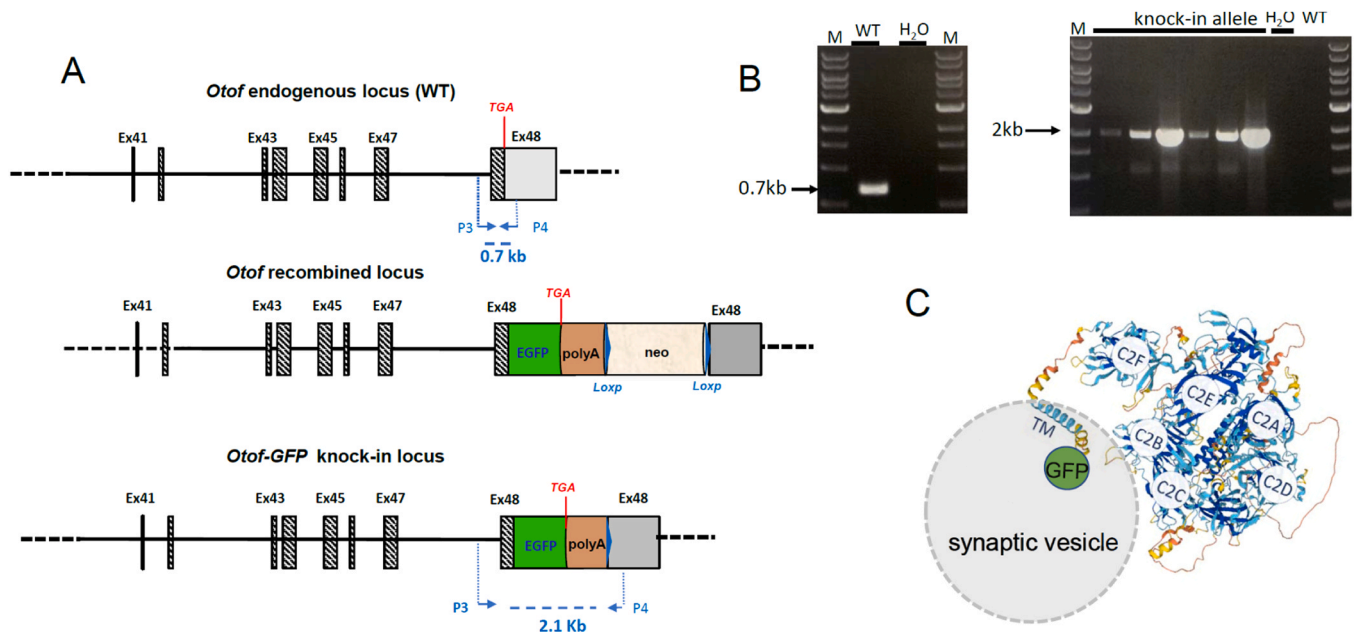 A
Otof endogenous locus (WT)
TGA
Ex41
Ex43
Ex45
Ex47
Ex48
P3
P4
0.7 kb
Otof recombined locus
Ex41
Ex43
Ex45
Ex47
Ex48
TGA
Ex48
EGFP
polyA
neo
Loxp
Loxp
Otof-GFP knock-in locus
Ex41
Ex43
Ex45
Ex47
Ex48
TGA
Ex48
EGFP
polyA
P3
P4
2.1 Kb
B
M
WT
H2O
M
0.7kb
knock-in allele
H2O
WT
M
2kb
C
C2F
C2E
C2A
C2B
C2C
C2D
TM
GFP
synaptic vesicle